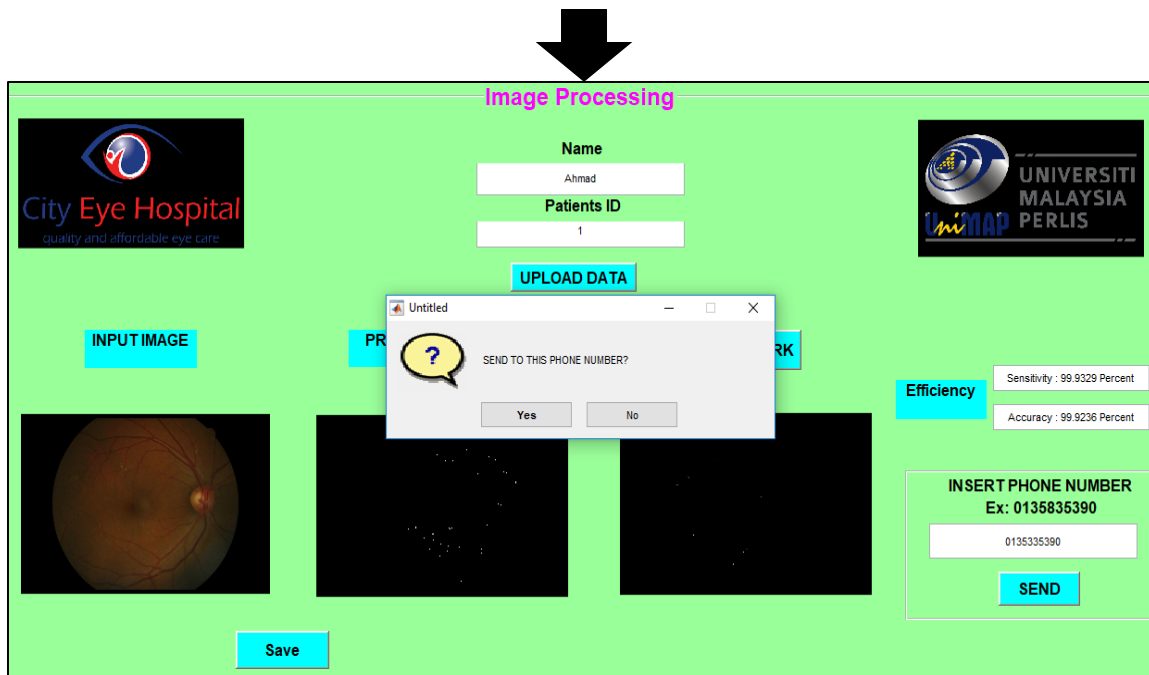 Image Processing
City Eye Hospital
quality and affordable eye care
Name
Ahmad
Patients ID
1
UPLOAD DATA
UNIVERSITI
MALAYSIA
PERLIS
UniMAP
Untitled
?
SEND TO THIS PHONE NUMBER?
Yes
No
INPUT IMAGE
PR
RK
Efficiency
Sensitivity : 99.9329 Percent
Accuracy : 99.9236 Percent
INSERT PHONE NUMBER
Ex: 0135835390
0135335390
SEND
Save